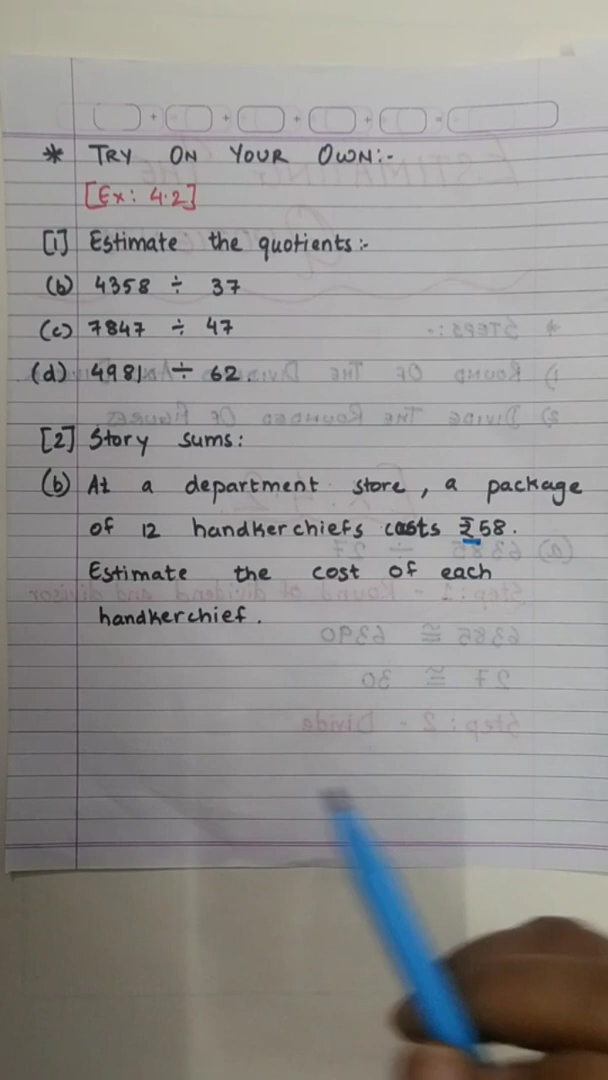 * TRY ON YOUR OWN:-
[Ex: 4.2]
[1] Estimate the quotients:-
(b) 4358 ÷ 37
(c) 7847 ÷ 47
(d) 4981 ÷ 62.
[2] Story sums:
(b) At a department store, a package
of 12 handkerchiefs costs ₹58.
Estimate the cost of each
handkerchief.